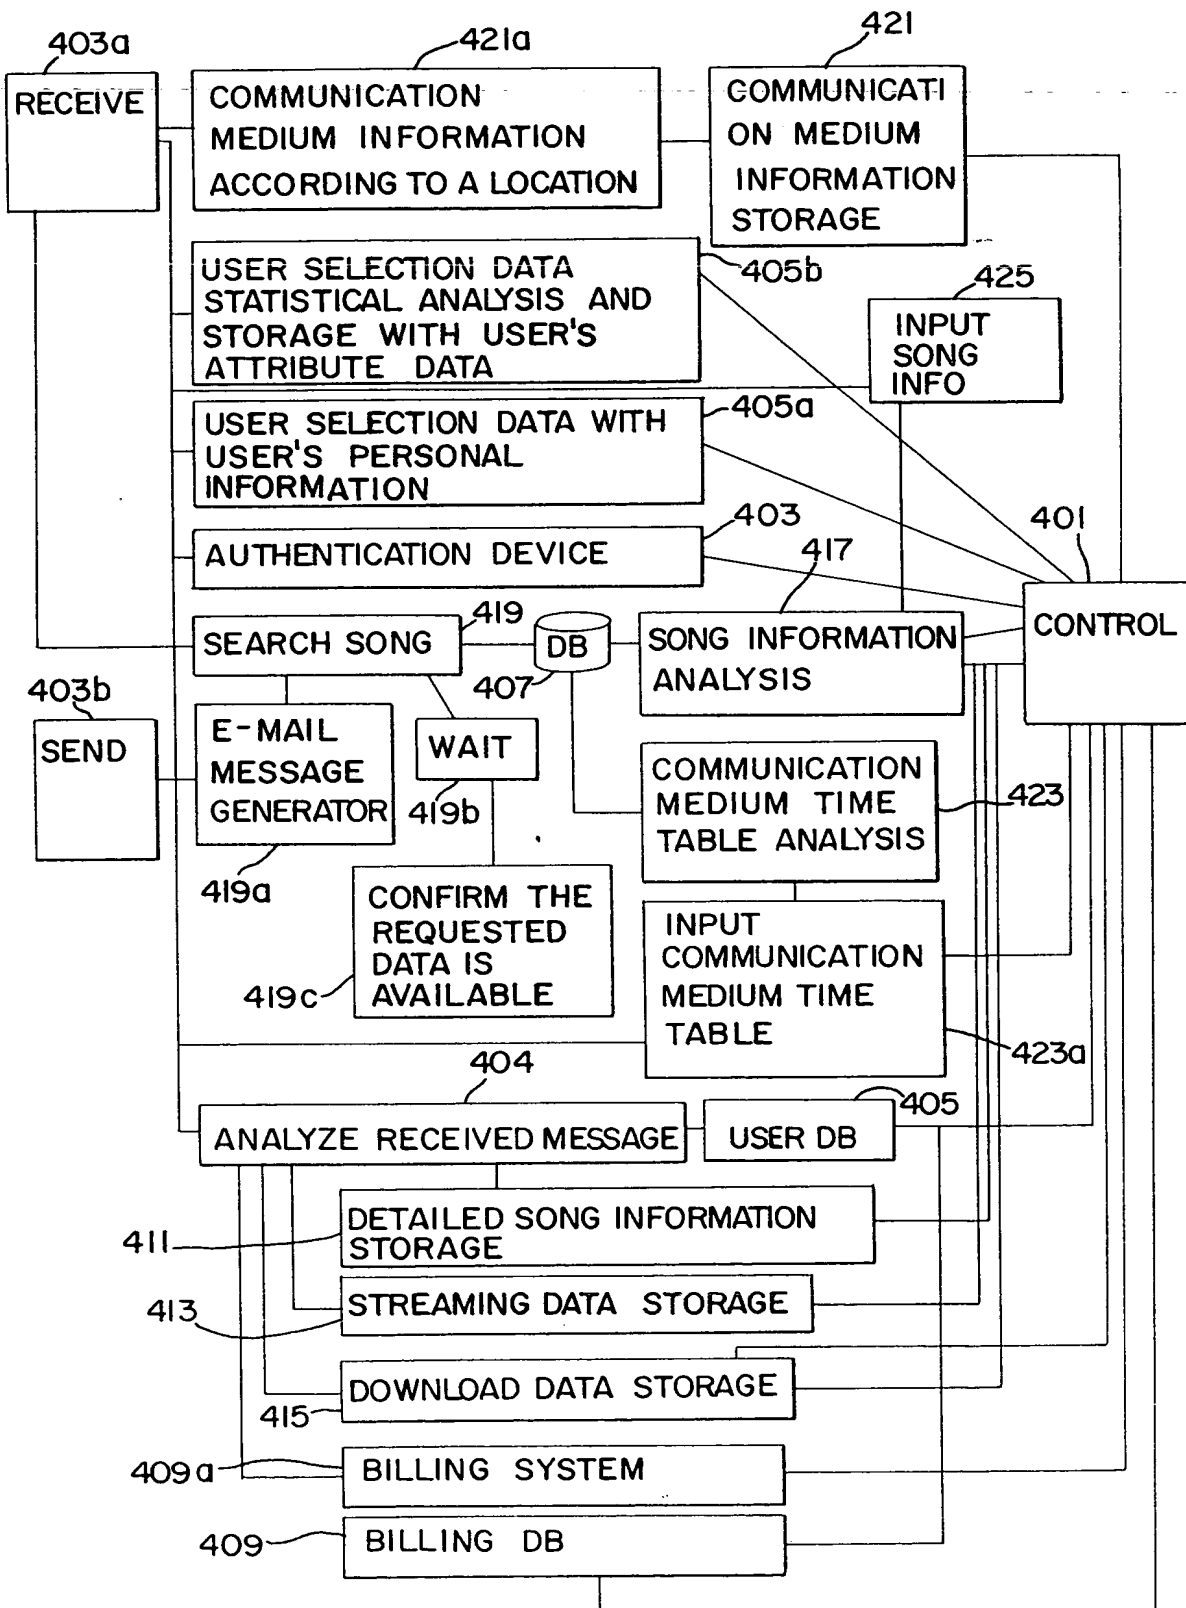 403a
421a
421
RECEIVE
COMMUNICATION
MEDIUM INFORMATION
ACCORDING TO A LOCATION
COMMUNICATI
ON MEDIUM
INFORMATION
STORAGE
USER SELECTION DATA
STATISTICAL ANALYSIS AND
STORAGE WITH USER'S
ATTRIBUTE DATA
405b
425
INPUT
SONG
INFO
USER SELECTION DATA WITH
USER'S PERSONAL
INFORMATION
405a
AUTHENTICATION DEVICE
403
417
401
CONTROL
SEARCH SONG
419
DB
407
SONG INFORMATION
ANALYSIS
403b
SEND
E-MAIL
MESSAGE
GENERATOR
419a
WAIT
419b
COMMUNICATION
MEDIUM TIME
TABLE ANALYSIS
423
CONFIRM THE
REQUESTED
DATA IS
AVAILABLE
419c
INPUT
COMMUNICATION
MEDIUM TIME
TABLE
423a
404
ANALYZE RECEIVED MESSAGE
405
USER DB
DETAILED SONG INFORMATION
STORAGE
411
STREAMING DATA STORAGE
413
DOWNLOAD DATA STORAGE
415
409a
BILLING SYSTEM
409
BILLING DB